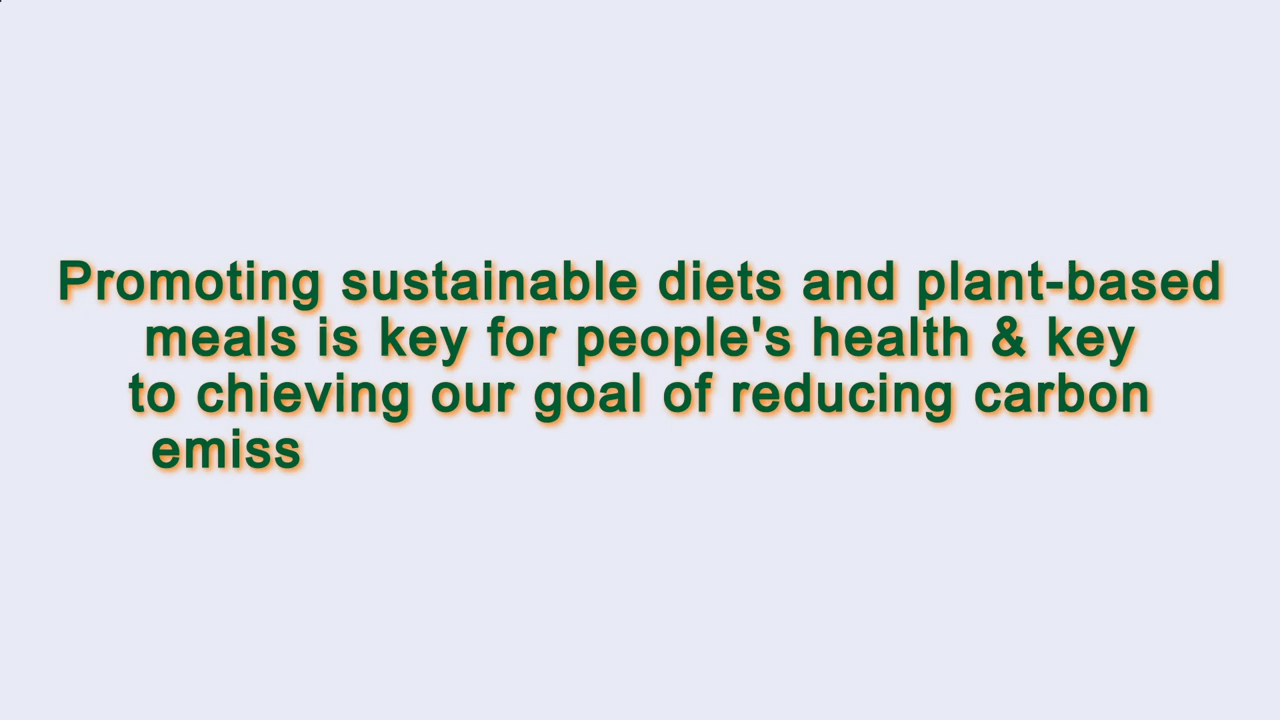 Promoting sustainable diets and plant-based
meals is key for people's health & key
to chieving our goal of reducing carbon
emiss